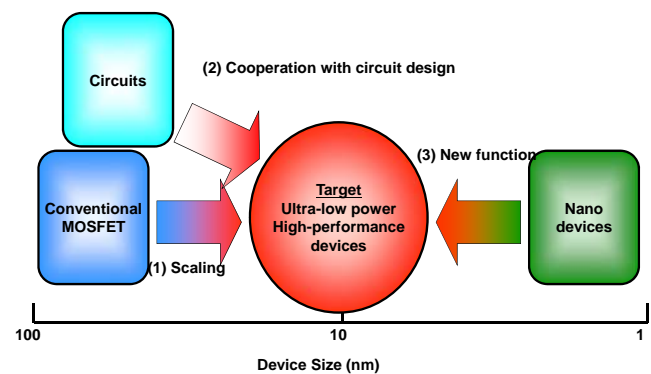 Circuits
(2) Cooperation with circuit design
(3) New function
Conventional
MOSFET
Target
Ultra-low power
High-performance
devices
Nano
devices
(1) Scaling
100
10
1
Device Size (nm)